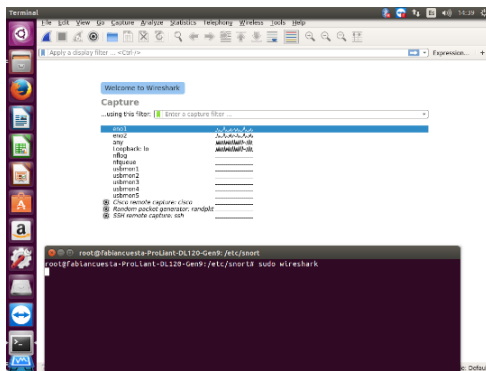 Terminal
14:39
File Edit View Go Capture Analyze Statistics Telephony Wireless Tools Help
Apply a display filter ... <Ctrl-/>
Expression... +
Welcome to Wireshark
Capture
...using this filter: Enter a capture filter ...
eno1
eno2
any
Loopback: lo
nflog
nfqueue
usbmon1
usbmon2
usbmon3
usbmon4
usbmon5
Cisco remote capture: cisco
Random packet generator: randpkt
SSH remote capture: ssh
root@fabiancuesta-ProLiant-DL120-Gen9: /etc/snort
root@fabiancuesta-ProLiant-DL120-Gen9:/etc/snort# sudo wireshark
e: Defau